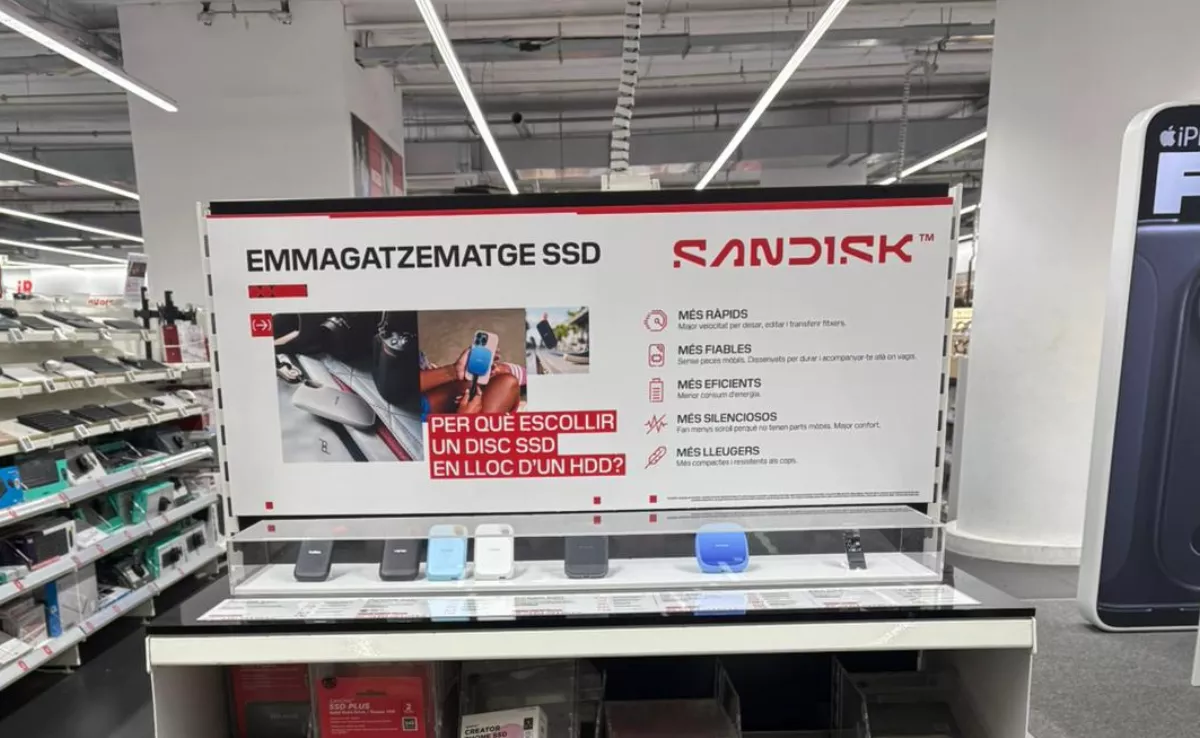 EMMAGATZEMATGE SSD
SANDISK™
MÉS RÀPIDS
Major velocitat per desar, editar i transferir fitxers.
MÉS FIABLES
Sense peces mòbils. Dissenyats per durar i acompanyar-te allà on vagis.
MÉS EFICIENTS
Menor consum d'energia.
MÉS SILENCIOSOS
Fan menys soroll perquè no tenen parts mòbils. Major confort.
MÉS LLEUGERS
Més compactes i resistents als cops.
PER QUÈ ESCOLLIR
UN DISC SSD
EN LLOC D'UN HDD?
SSD PLUS
CREATOR
PHONE SSD